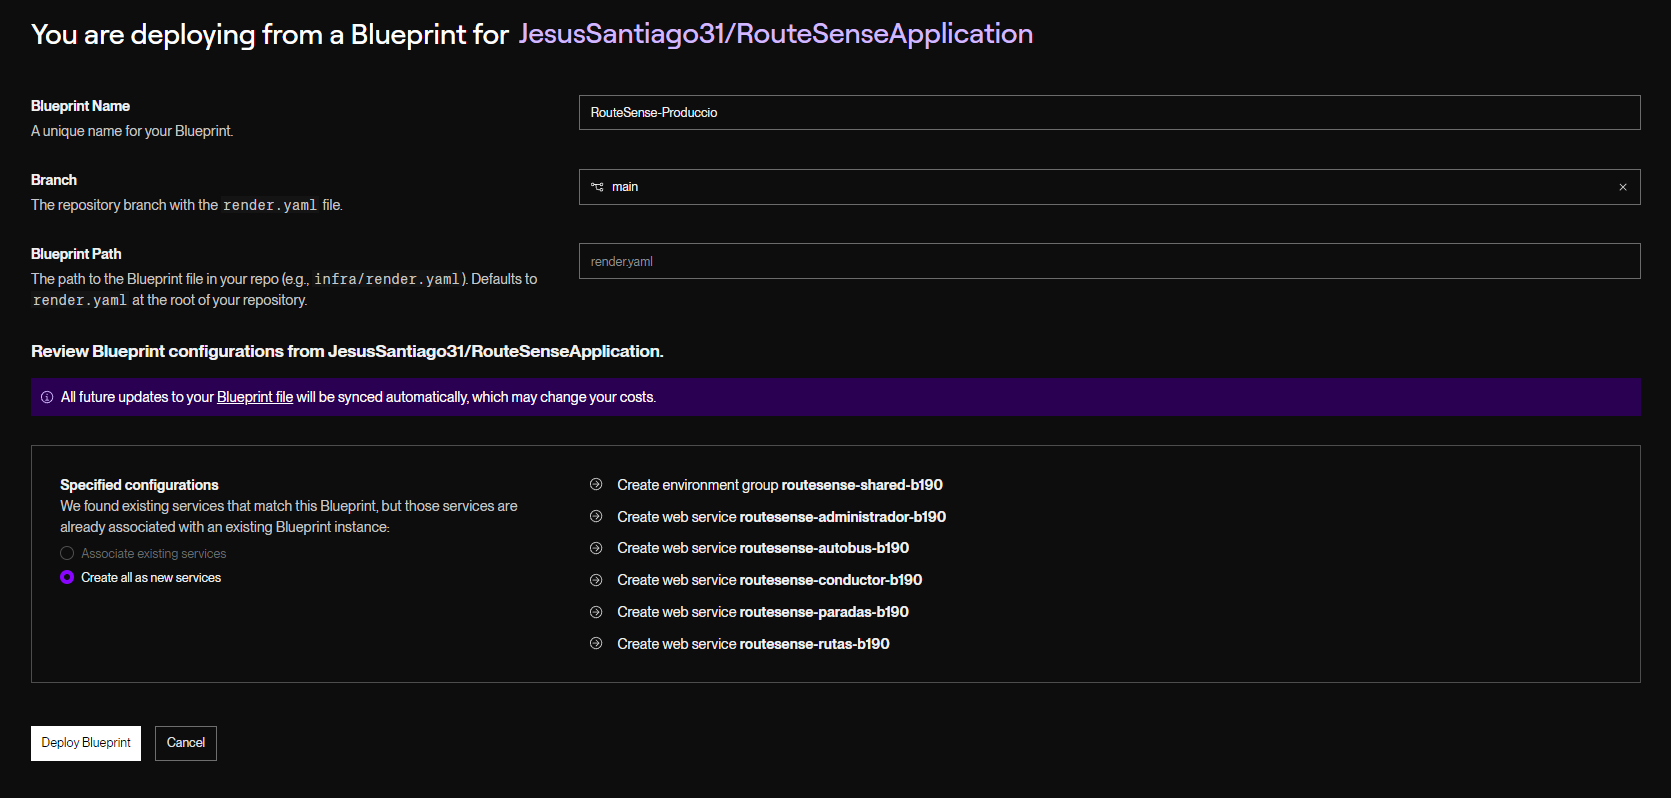 You are deploying from a Blueprint for JesusSantiago31/RouteSenseApplication
Blueprint Name
A unique name for your Blueprint.
RouteSense-Produccio
Branch
The repository branch with the render.yaml file.
main
Blueprint Path
The path to the Blueprint file in your repo (e.g., infra/render.yaml). Defaults to
render.yaml at the root of your repository.
render.yaml
Review Blueprint configurations from JesusSantiago31/RouteSenseApplication.
All future updates to your Blueprint file will be synced automatically, which may change your costs.
Specified configurations
We found existing services that match this Blueprint, but those services are
already associated with an existing Blueprint instance:
Associate existing services
Create all as new services
Create environment group routesense-shared-b190
Create web service routesense-administrador-b190
Create web service routesense-autobus-b190
Create web service routesense-conductor-b190
Create web service routesense-paradas-b190
Create web service routesense-rutas-b190
Deploy Blueprint
Cancel